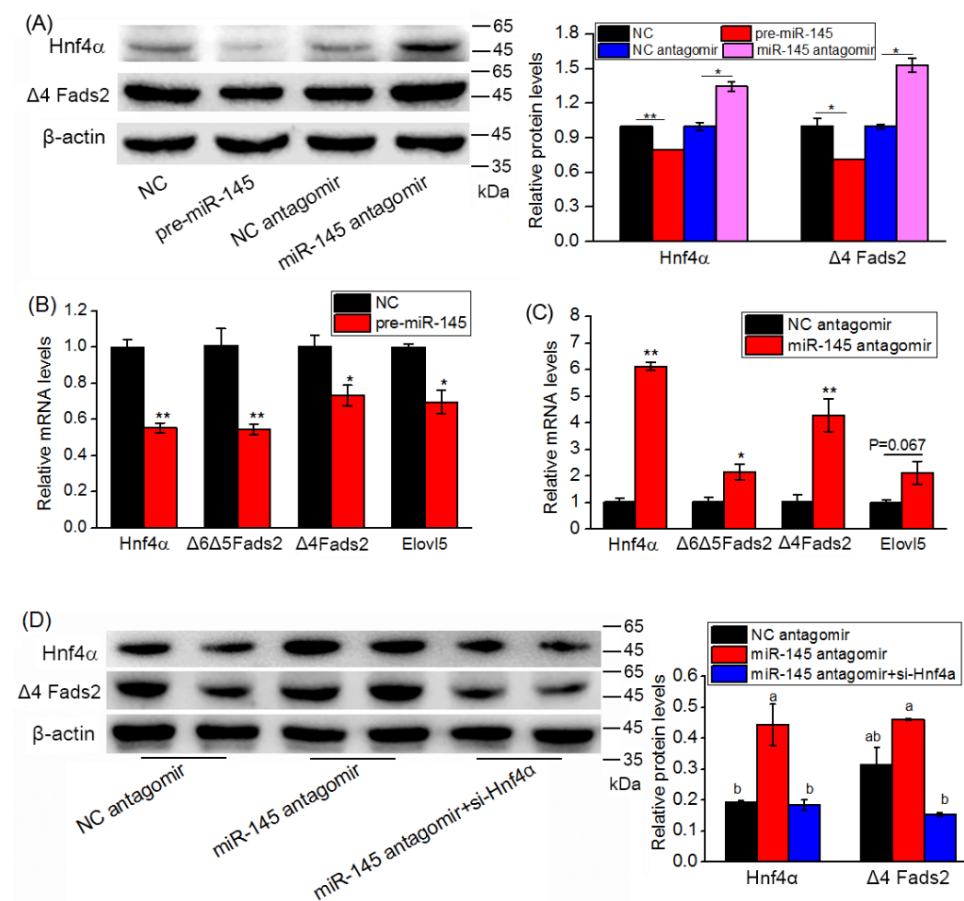 (A)
Hnf4α
Δ4 Fads2
β-actin
65
45
65
45
45
35
kDa
NC
pre-miR-145
NC antagomir
miR-145 antagomir
NC
pre-miR-145
NC antagomir
miR-145 antagomir
Relative protein levels
1.8
1.5
1.2
0.9
0.6
0.3
0.0
**
*
*
*
Hnf4α
Δ4 Fads2
(B)
NC
pre-miR-145
Relative mRNA levels
1.2
1.0
0.8
0.6
0.4
0.2
0.0
**
**
*
*
Hnf4α
Δ6Δ5Fads2
Δ4Fads2
Elovl5
(C)
NC antagomir
miR-145 antagomir
Relative mRNA levels
8
6
4
2
1
0
**
*
**
P=0.067
Hnf4α
Δ6Δ5Fads2
Δ4Fads2
Elovl5
(D)
Hnf4α
Δ4 Fads2
β-actin
65
45
65
45
45
35
kDa
NC antagomir
miR-145 antagomir
miR-145 antagomir+si-Hnf4α
NC antagomir
miR-145 antagomir
miR-145 antagomir+si-Hnf4a
Relative protein levels
0.6
0.5
0.4
0.3
0.2
0.1
0.0
b
a
b
ab
a
b
Hnf4α
Δ4 Fads2